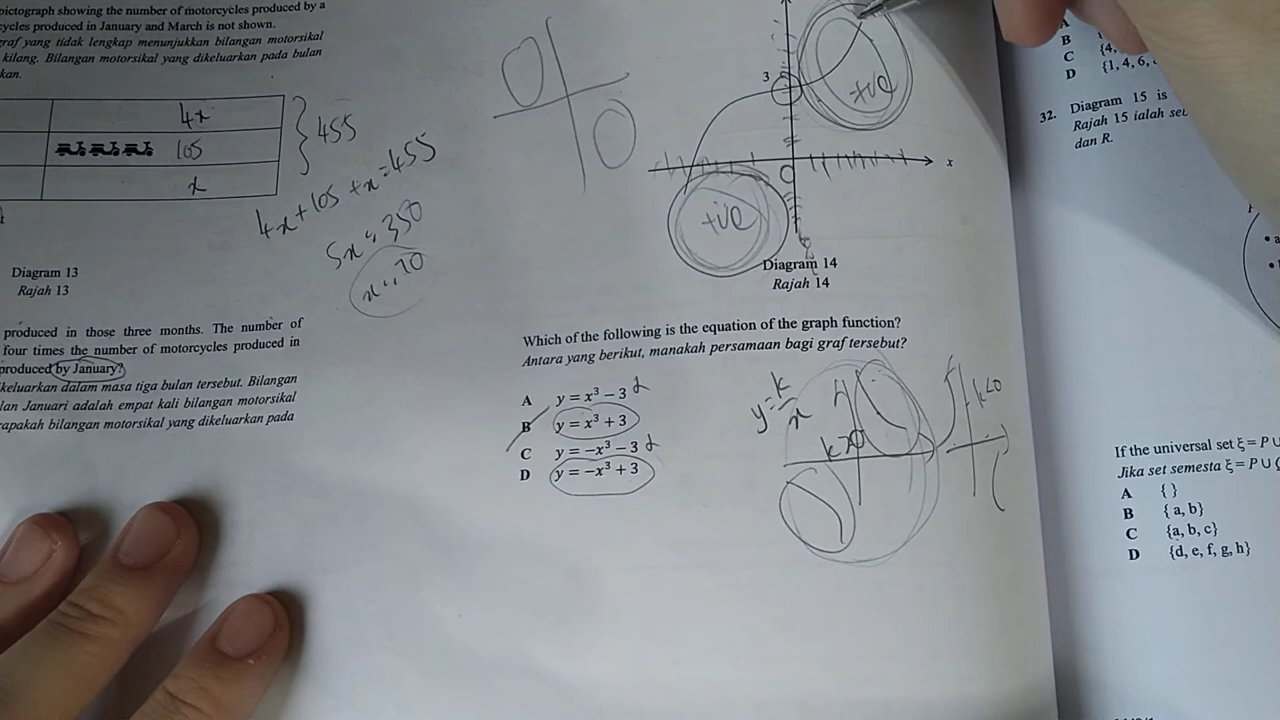 pictograph showing the number of motorcycles produced by a
cycles produced in January and March is not shown.
graf yang tidak lengkap menunjukkan bilangan motorsikal
kilang. Bilangan motorsikal yang dikeluarkan pada bulan
kan.
4x
105
x
455
4x+105+x=455
5x = 350
x = 70
Diagram 13
Rajah 13
produced in those three months. The number of
four times the number of motorcycles produced in
produced by January?
keluarkan dalam masa tiga bulan tersebut. Bilangan
lan Januari adalah empat kali bilangan motorsikal
rapakah bilangan motorsikal yang dikeluarkan pada
3
x
+ve
+ve
Diagram 14
Rajah 14
Which of the following is the equation of the graph function?
Antara yang berikut, manakah persamaan bagi graf tersebut?
A y = x³ − 3
B y = x³ + 3
C y = −x³ − 3
D y = −x³ + 3
y = k/x
k>0
k<0
B
C {4,
D {1, 4, 6,
32. Diagram 15 is
Rajah 15 ialah
dan R.
If the universal set ξ = P ∪
Jika set semesta ξ = P ∪
A { }
B { a, b}
C {a, b, c}
D {d, e, f, g, h}